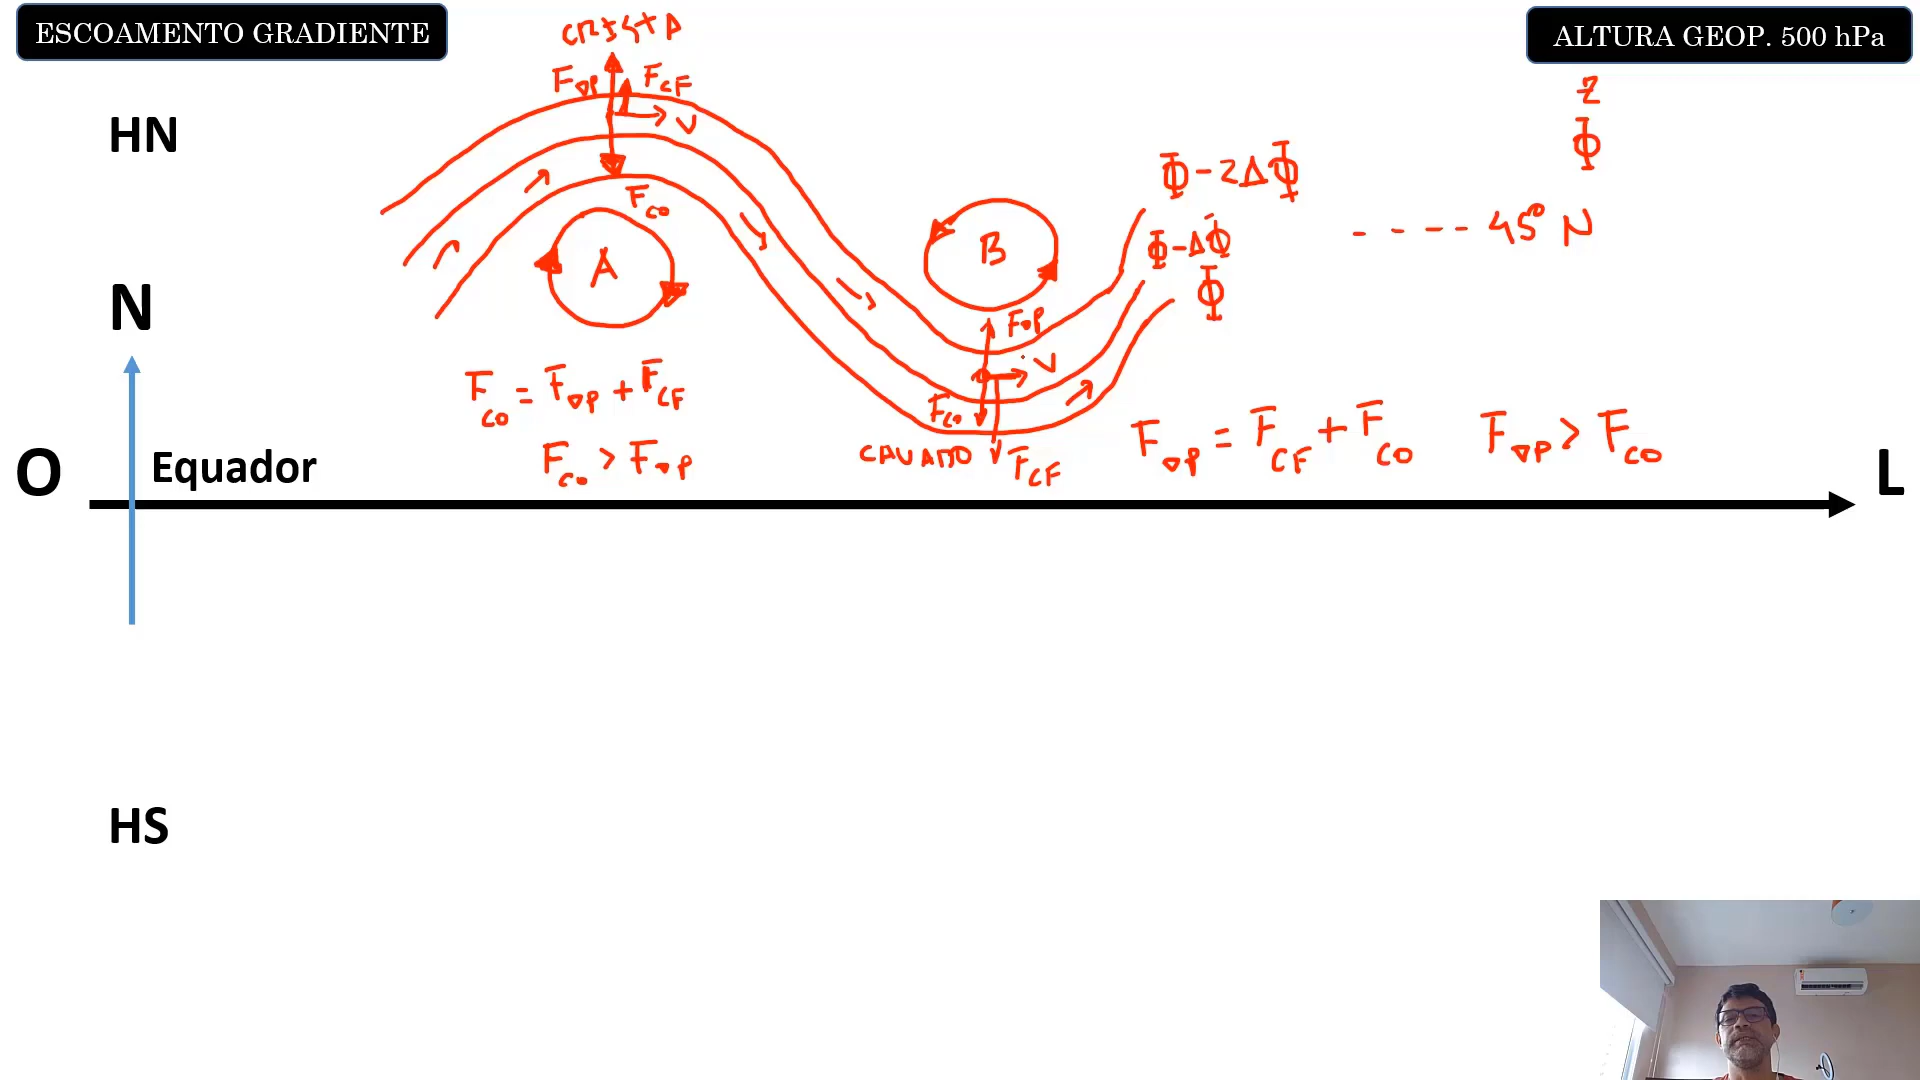 ESCOAMENTO GRADIENTE
ALTURA GEOP. 500 hPa
CRISTA
F∇P
FCF
Z
HN
V
Φ
Φ-2ΔΦ
FCO
---- 45° N
Φ-ΔΦ
B
A
N
Φ
F∇P
V
FCO = F∇P + FCF
FCO
F∇P = FCF + FCO
F∇P > FCO
CAVADO
FCF
FCO > F∇P
O
Equador
L
HS